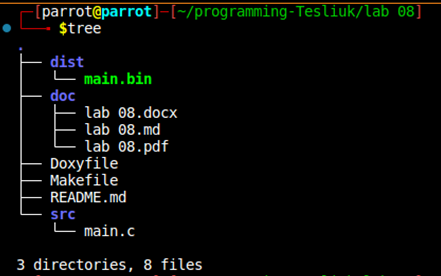 ┌─[parrot@parrot]─[~/programming-Tesliuk/lab 08]
└──╼ $tree
.
├── dist
│   └── main.bin
├── doc
│   ├── lab 08.docx
│   ├── lab 08.md
│   └── lab 08.pdf
├── Doxyfile
├── Makefile
├── README.md
└── src
    └── main.c
3 directories, 8 files